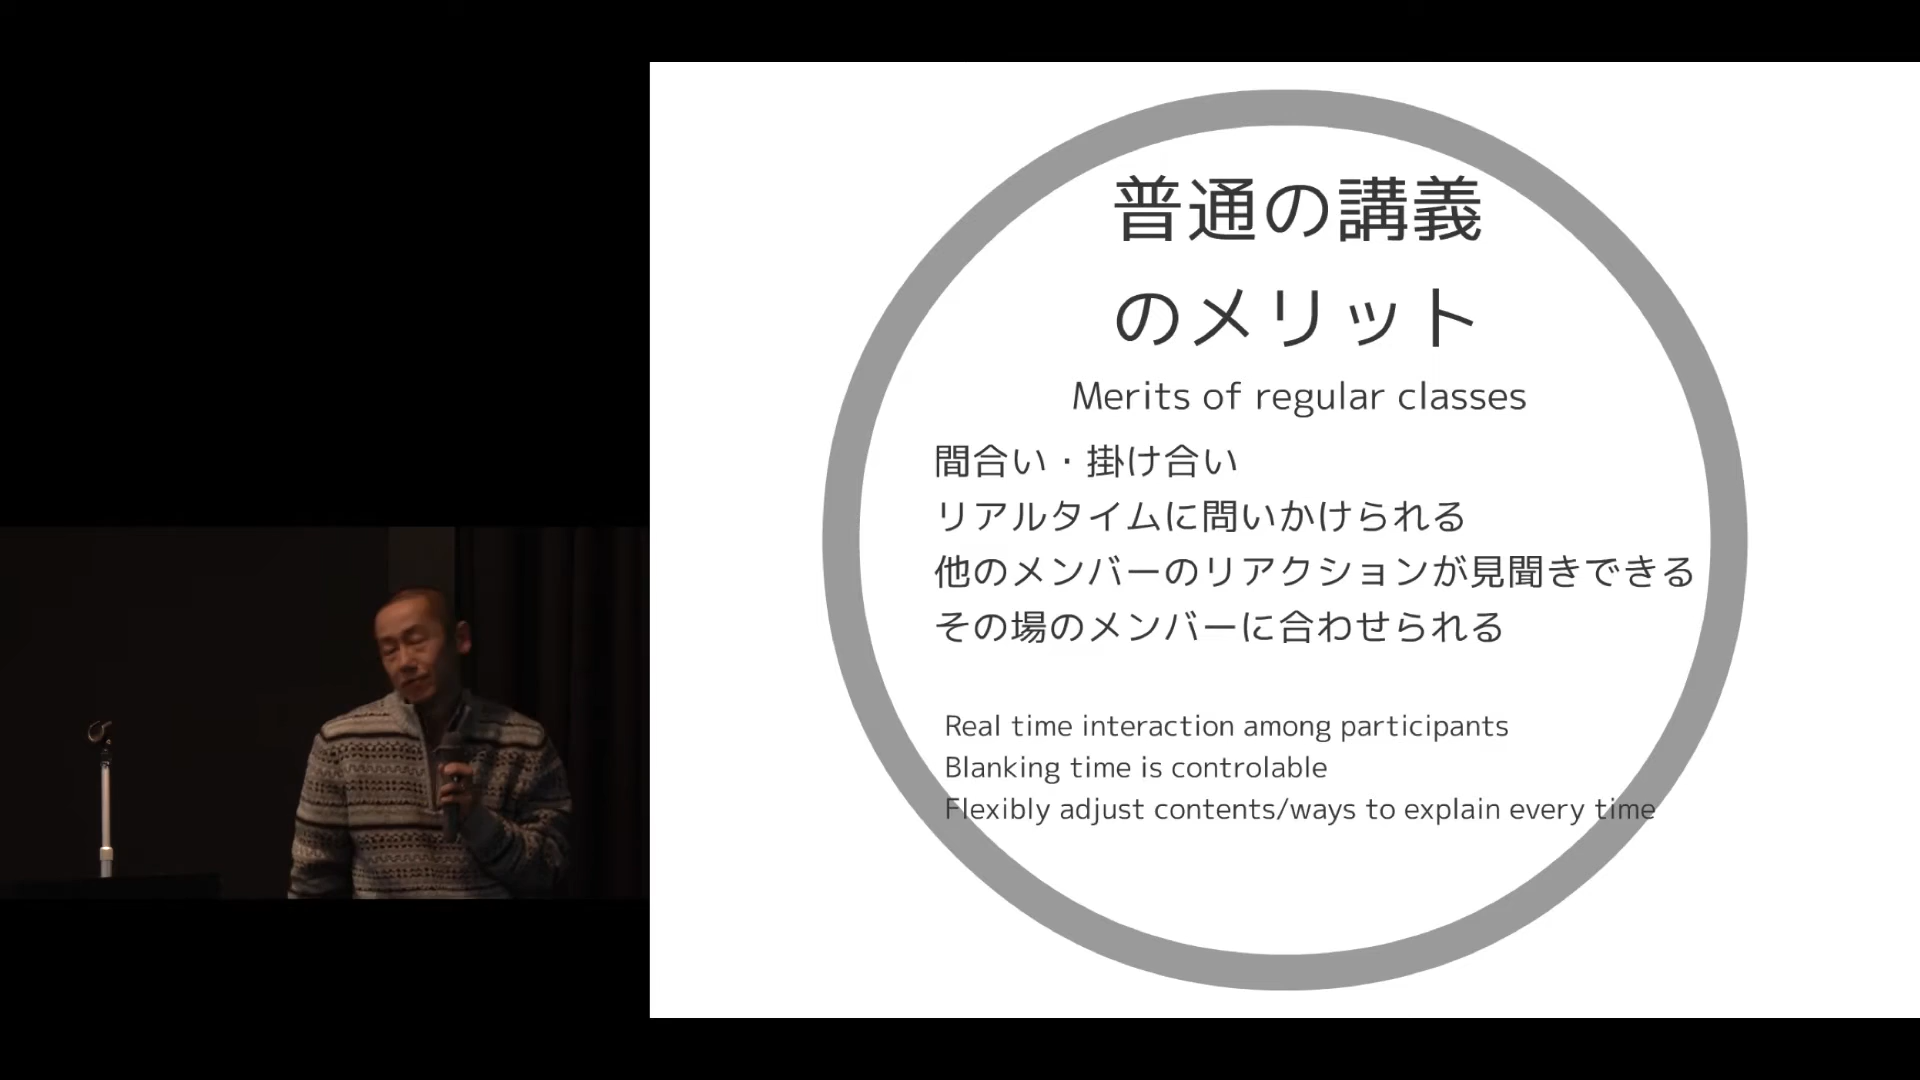 普通の講義
のメリット
Merits of regular classes
間合い・掛け合い
リアルタイムに問いかけられる
他のメンバーのリアクションが見聞きできる
その場のメンバーに合わせられる
Real time interaction among participants
Blanking time is controlable
Flexibly adjust contents/ways to explain every time